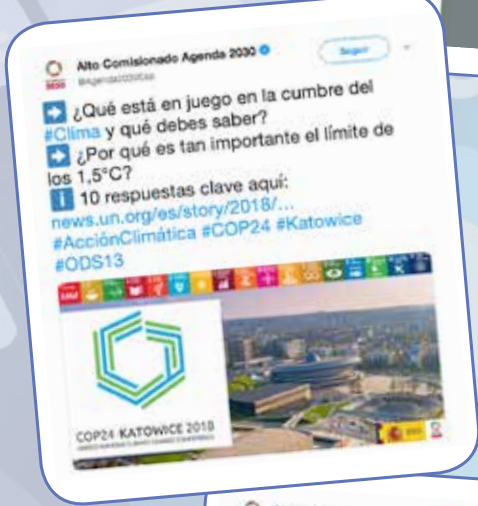 Alto Comisionado Agenda 2030
Seguir
➡ ¿Qué está en juego en la cumbre del
#Clima y qué debes saber?
➡ ¿Por qué es tan importante el límite de
los 1,5°C?
ℹ 10 respuestas clave aquí:
news.un.org/es/story/2018/...
#AcciónClimática #COP24 #Katowice
#ODS13
COP24 KATOWICE 2018